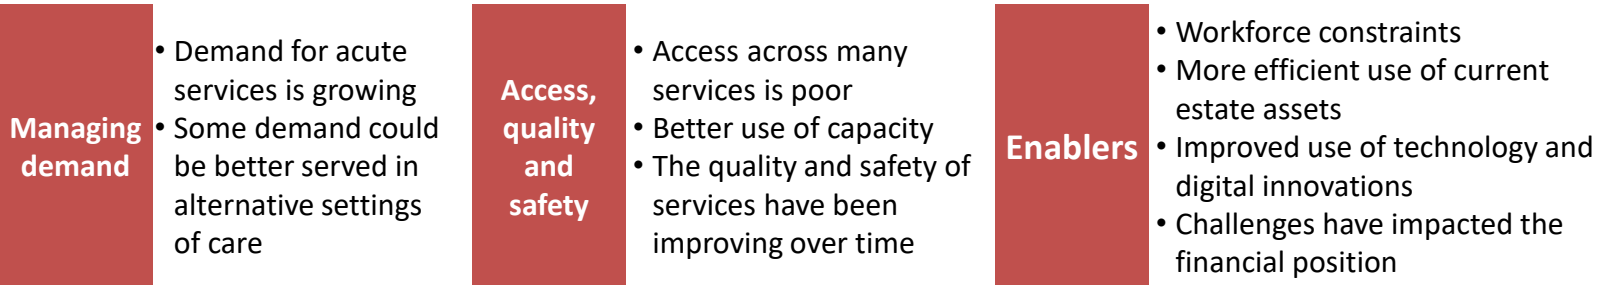 Managing
demand
• Demand for acute
services is growing
• Some demand could
be better served in
alternative settings
of care
Access,
quality
and
safety
• Access across many
services is poor
• Better use of capacity
• The quality and safety of
services have been
improving over time
Enablers
• Workforce constraints
• More efficient use of current
estate assets
• Improved use of technology and
digital innovations
• Challenges have impacted the
financial position